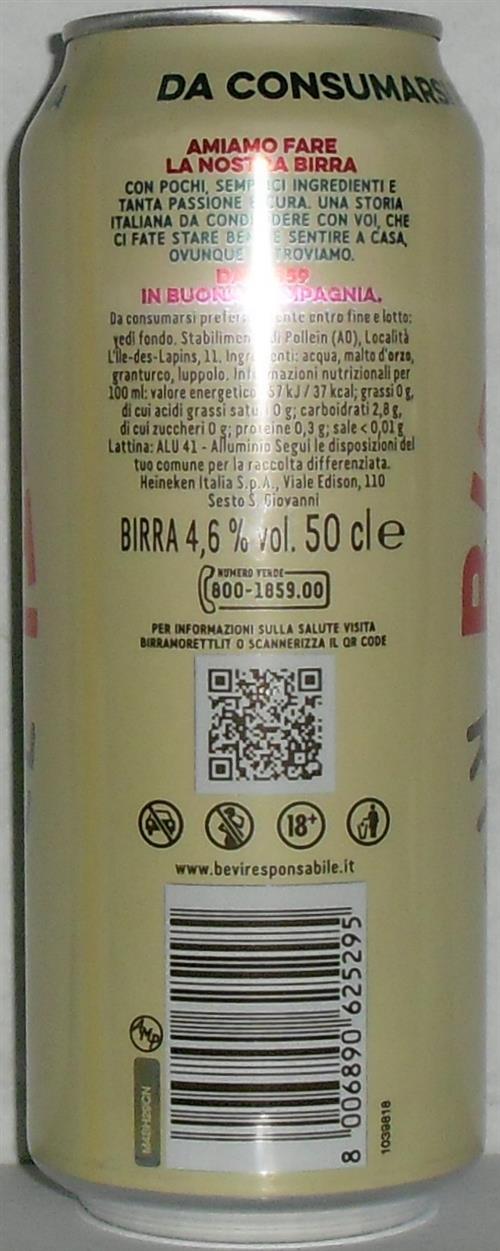 DA CONSUMARSI
AMIAMO FARE
LA NOSTRA BIRRA
CON POCHI, SEMPLICI INGREDIENTI E
TANTA PASSIONE E CURA. UNA STORIA
ITALIANA DA CONDIVIDERE CON VOI, CHE
CI FATE STARE BENE E SENTIRE A CASA,
OVUNQUE CI TROVIAMO.
DAL 1859
IN BUONA COMPAGNIA.
Da consumarsi preferibilmente entro fine e lotto:
vedi fondo. Stabilimento di Pollein (AO), Località
L'Île-des-Lapins, 11. Ingredienti: acqua, malto d'orzo,
granturco, luppolo. Informazioni nutrizionali per
100 ml: valore energetico 157 kJ / 37 kcal; grassi 0 g,
di cui acidi grassi saturi 0 g; carboidrati 2,8 g,
di cui zuccheri 0 g; proteine 0,3 g; sale < 0,01 g
Lattina: ALU 41 - Alluminio Segui le disposizioni del
tuo comune per la raccolta differenziata.
Heineken Italia S.p.A., Viale Edison, 110
Sesto S. Giovanni
BIRRA 4,6 % vol. 50 cl e
NUMERO VERDE
800-1859.00
PER INFORMAZIONI SULLA SALUTE VISITA
BIRRAMORETTI.IT O SCANNERIZZA IL QR CODE
18+
www.beviresponsabile.it
8 006890 625295
1039818